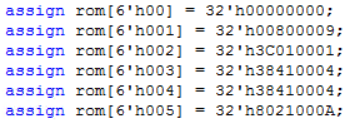 assign rom[6'h00] = 32'h00000000;
assign rom[6'h001] = 32'h00800009;
assign rom[6'h002] = 32'h3C010001;
assign rom[6'h003] = 32'h38410004;
assign rom[6'h004] = 32'h38410004;
assign rom[6'h005] = 32'h8021000A;